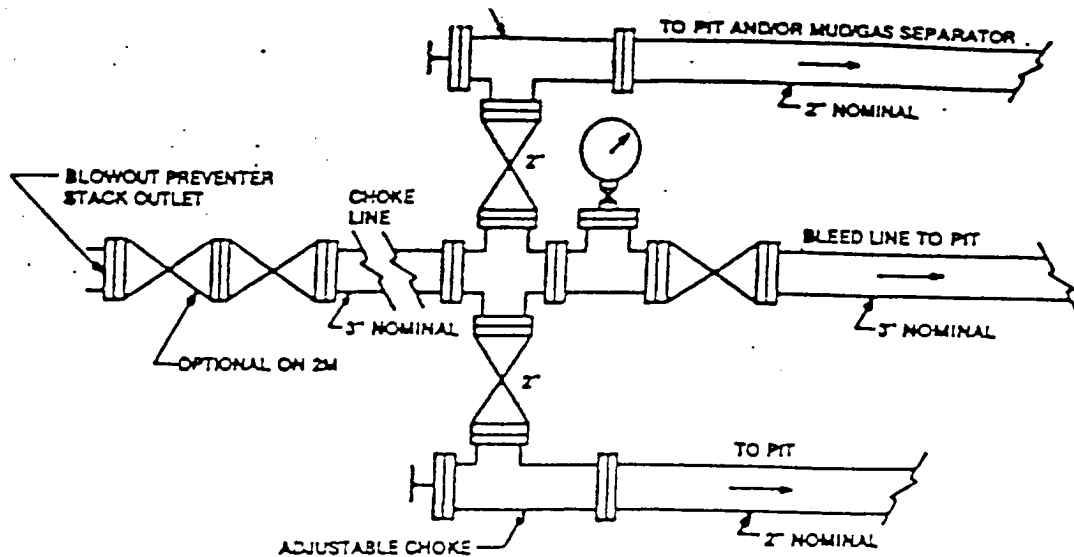 TO PIT AND/OR MUD/GAS SEPARATOR
2" NOMINAL
2"
BLOWOUT PREVENTER
STACK OUTLET
CHOKE
LINE
BLEED LINE TO PIT
3" NOMINAL
3" NOMINAL
OPTIONAL ON 2M
2"
TO PIT
ADJUSTABLE CHOKE
2" NOMINAL